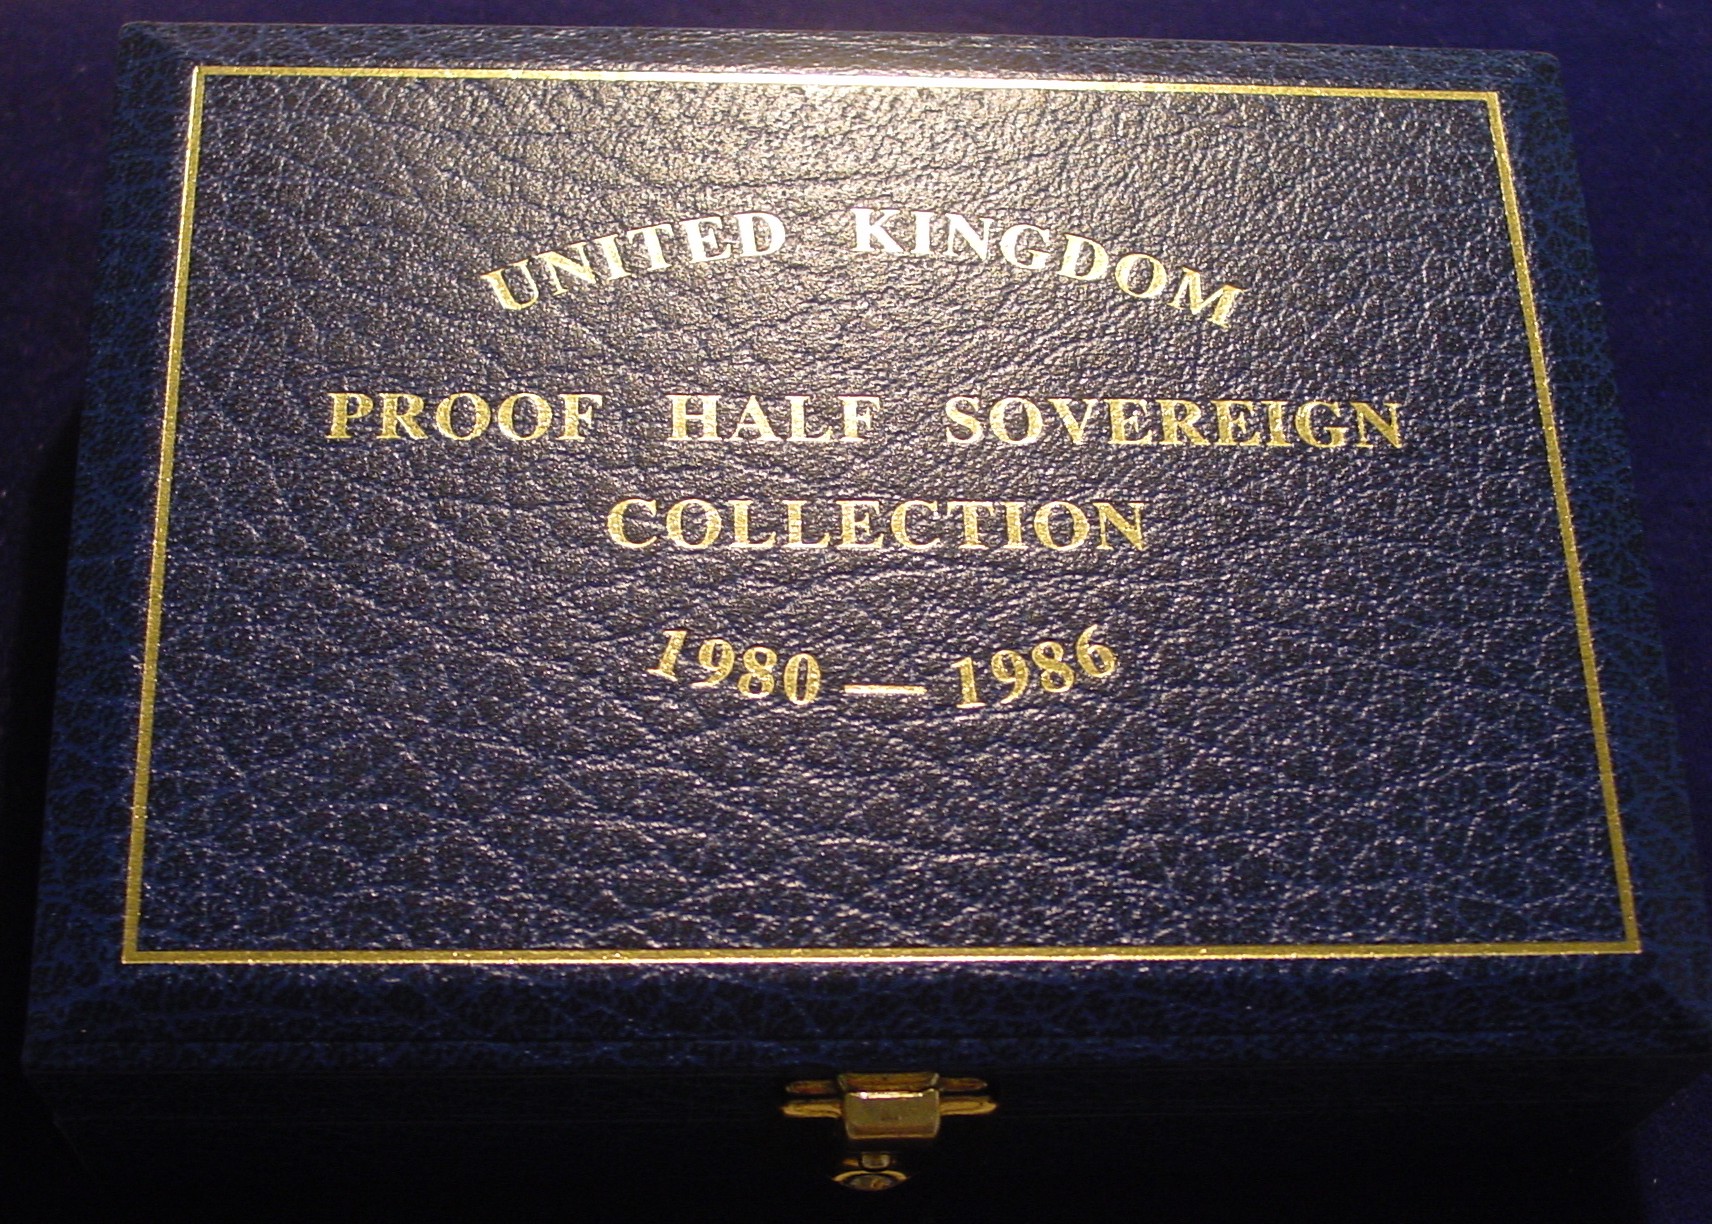 UNITED KINGDOM
PROOF HALF SOVEREIGN
COLLECTION
1980 — 1986